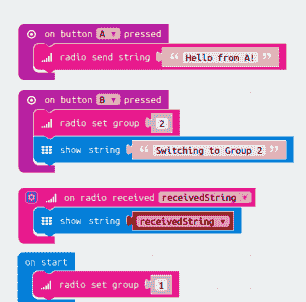 on button A pressed
radio send string "Hello from A!"
on button B pressed
radio set group 2
show string "Switching to Group 2"
on radio received receivedString
show string receivedString
on start
radio set group 1